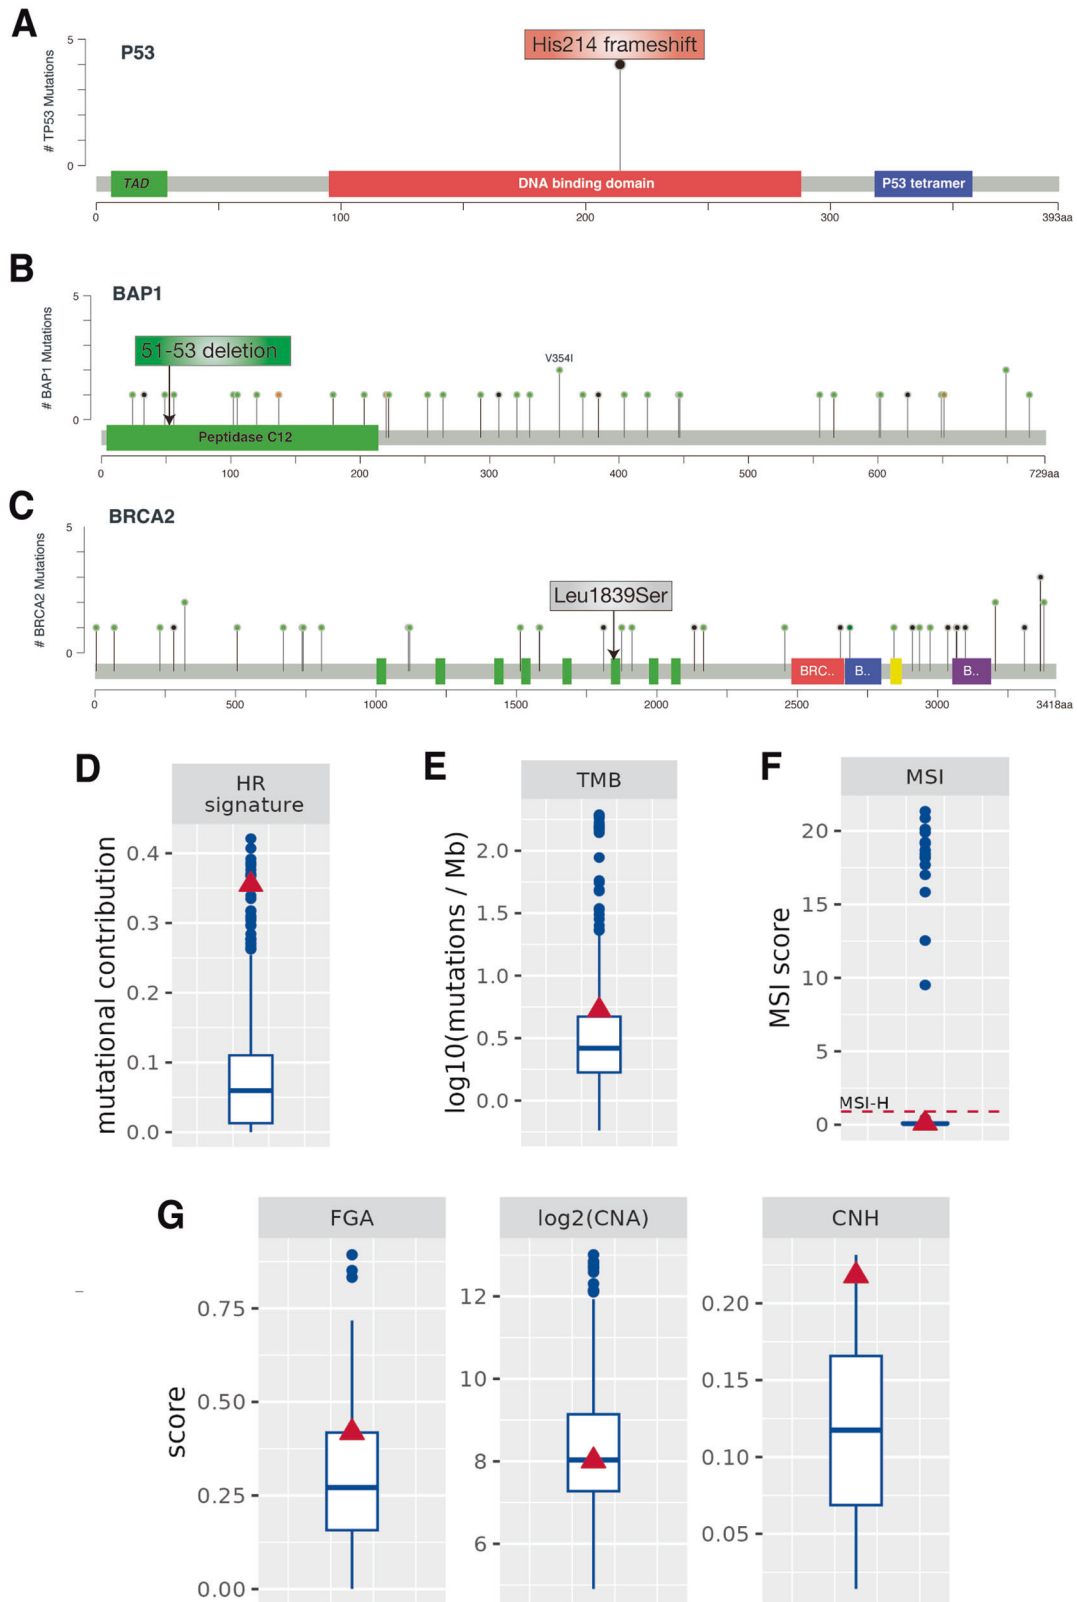 A
P53
His214 frameshift
# TP53 Mutations
5
0
TAD
DNA binding domain
P53 tetramer
0
100
200
300
393aa
B
BAP1
# BAP1 Mutations
5
0
51-53 deletion
V354I
Peptidase C12
0
100
200
300
400
500
600
729aa
C
BRCA2
# BRCA2 Mutations
5
0
Leu1839Ser
BRC..
B..
B..
0
500
1000
1500
2000
2500
3000
3418aa
D
HR
signature
mutational contribution
0.4
0.3
0.2
0.1
0.0
E
TMB
log10(mutations / Mb)
2.0
1.5
1.0
0.5
0.0
F
MSI
MSI score
20
15
10
5
0
MSI-H
G
FGA
score
0.75
0.50
0.25
0.00
log2(CNA)
12
10
8
6
CNH
0.20
0.15
0.10
0.05